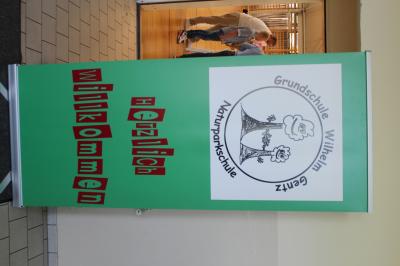 Grundschule Wilhelm Gentz
Naturparkschule
Herzlich
Willkommen